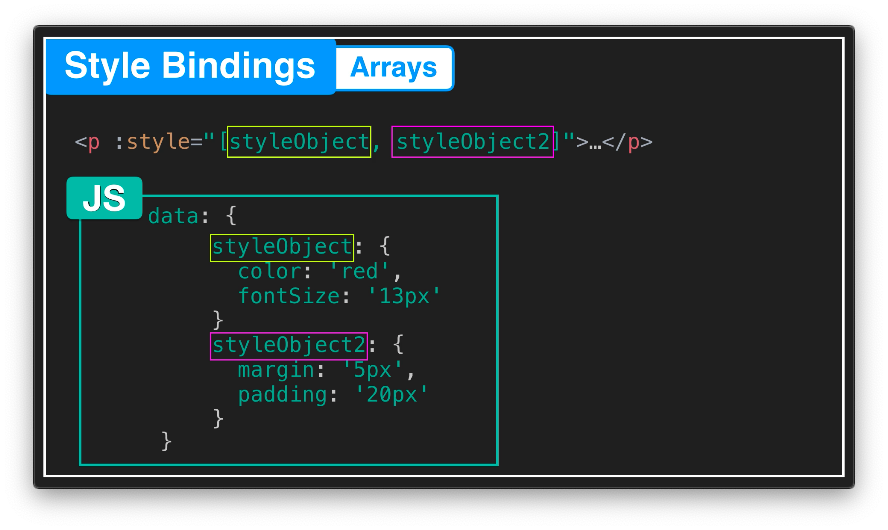 Style Bindings Arrays
<p :style="[styleObject, styleObject2]">…</p>
JS
data: {
styleObject: {
color: 'red',
fontSize: '13px'
}
styleObject2: {
margin: '5px',
padding: '20px'
}
}